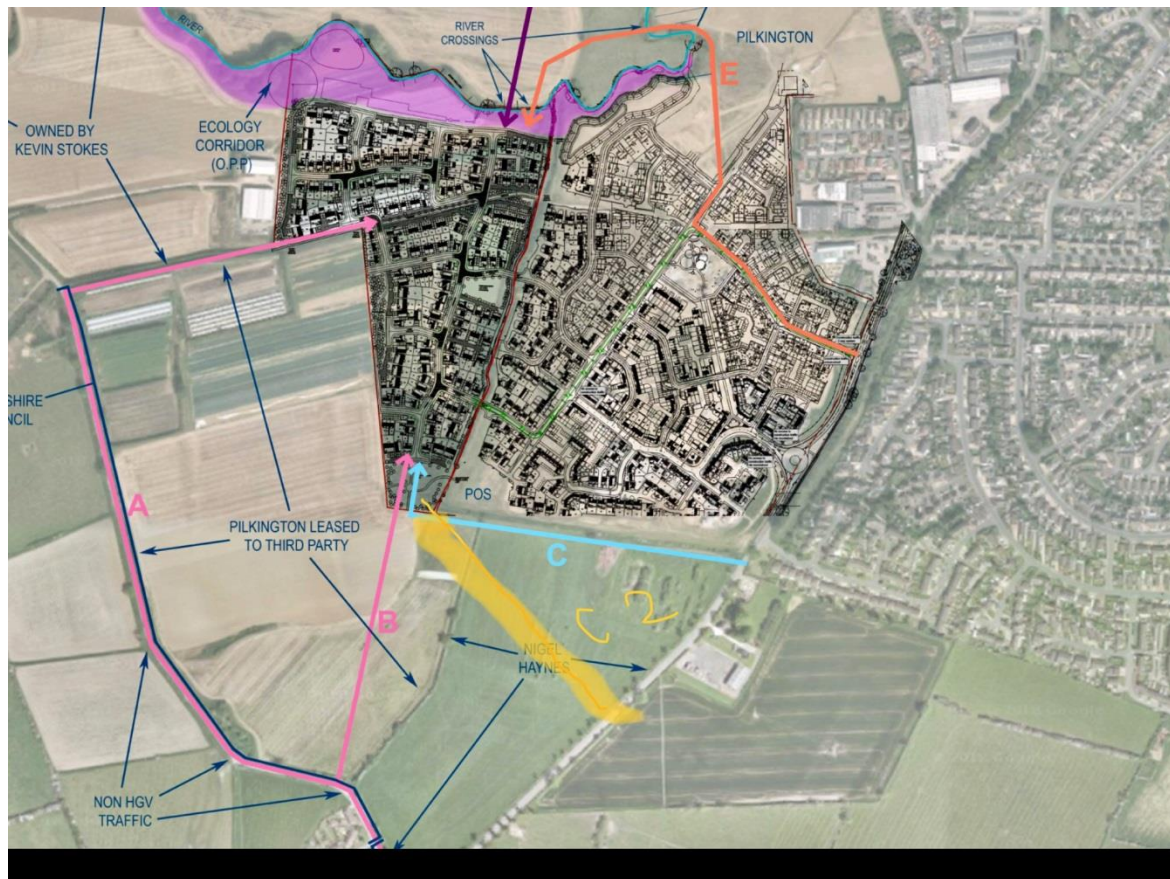 RIVER
RIVER
CROSSINGS
PILKINGTON
E
OWNED BY
KEVIN STOKES
ECOLOGY
CORRIDOR
(O.P.P)
SHIRE
NCIL
A
PILKINGTON LEASED
TO THIRD PARTY
POS
C
B
C 2
NIGEL
HAYNES
NON HGV
TRAFFIC